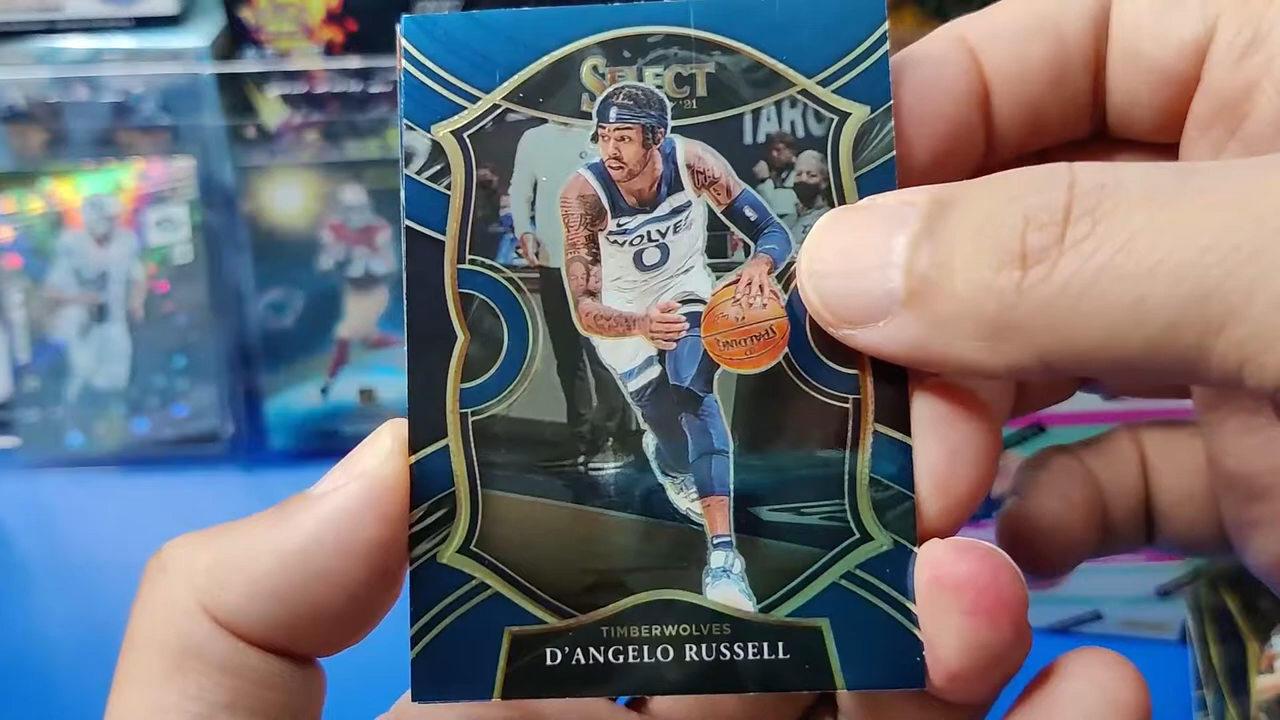 SELECT
'21
TARG
WOLVES
0
SPALDING
TIMBERWOLVES
D'ANGELO RUSSELL